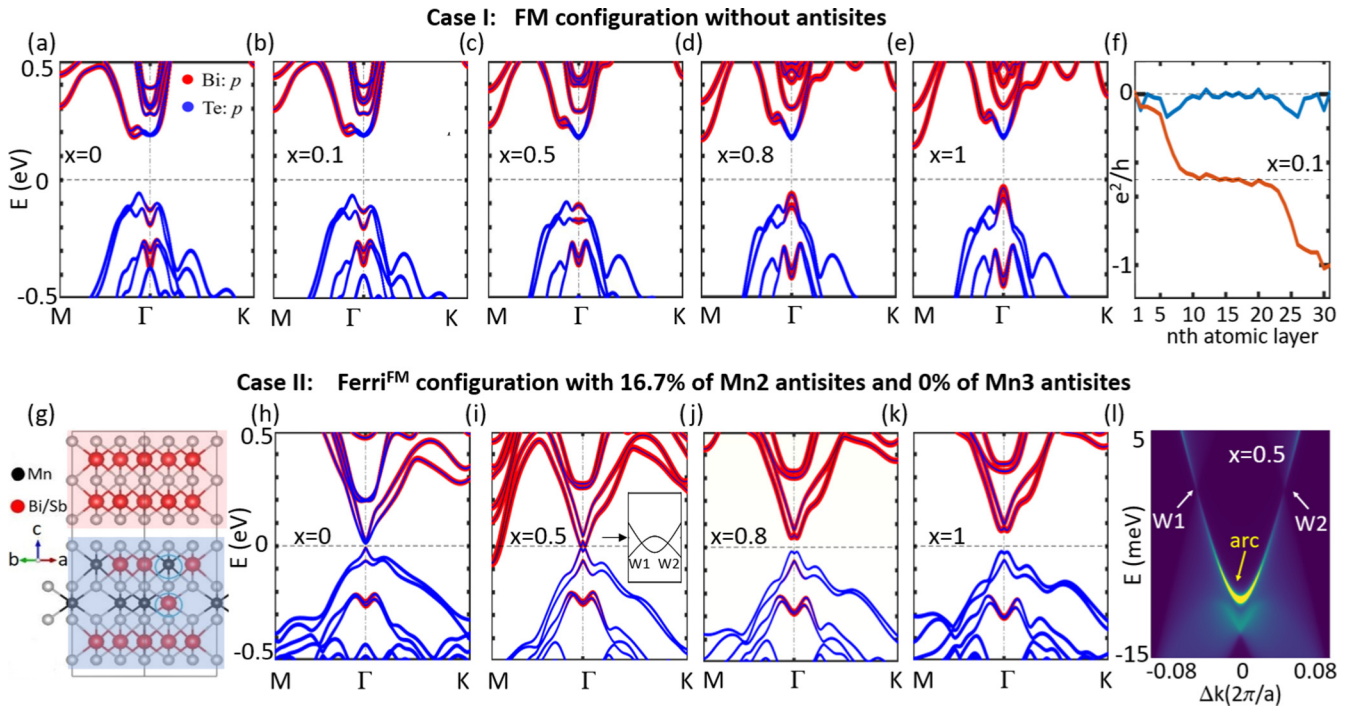 Case I: FM configuration without antisites
(a) (b) (c) (d) (e) (f)
0.5
0
-0.5
E (eV)
Bi: p
Te: p
x=0
M Γ K
x=0.1
M Γ K
x=0.5
M Γ K
x=0.8
M Γ K
x=1
M Γ K
0
-1
e²/h
x=0.1
1 5 10 15 20 25 30
nth atomic layer
Case II: Ferri^FM configuration with 16.7% of Mn2 antisites and 0% of Mn3 antisites
(g) (h) (i) (j) (k) (l)
Mn
Bi/Sb
c
b a
0.5
0
-0.5
E (eV)
x=0
M Γ K
x=0.5
W1 W2
M Γ K
x=0.8
M Γ K
x=1
M Γ K
5
-15
E (meV)
x=0.5
W1 W2
arc
-0.08 0 0.08
Δk(2π/a)